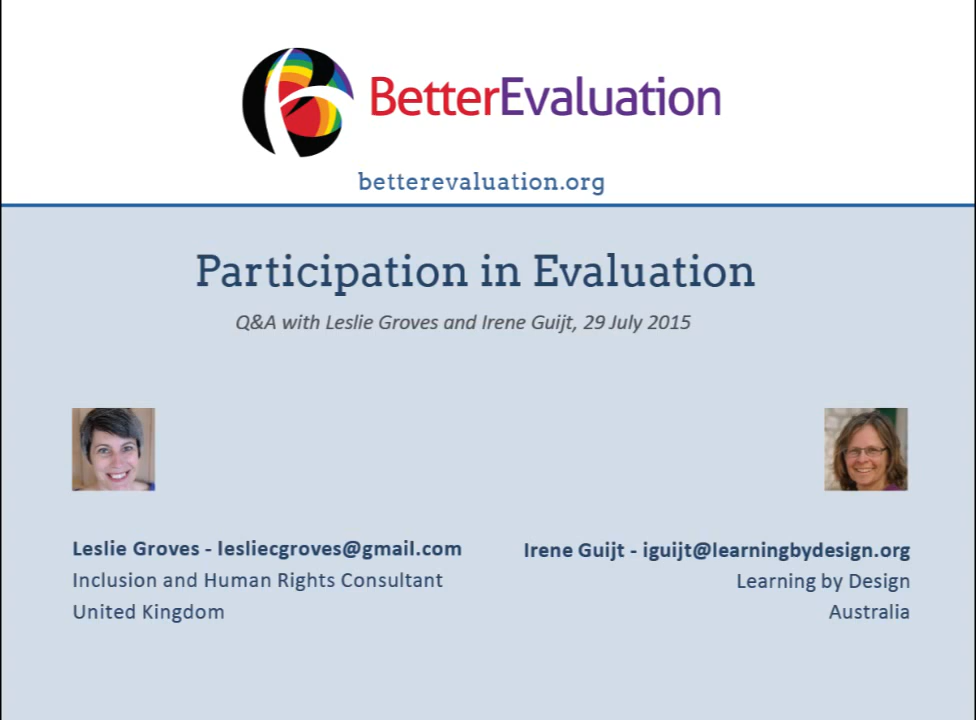 BetterEvaluation
betterevaluation.org
Participation in Evaluation
Q&A with Leslie Groves and Irene Guijt, 29 July 2015
Leslie Groves - lesliecgroves@gmail.com
Inclusion and Human Rights Consultant
United Kingdom
Irene Guijt - iguijt@learningbydesign.org
Learning by Design
Australia